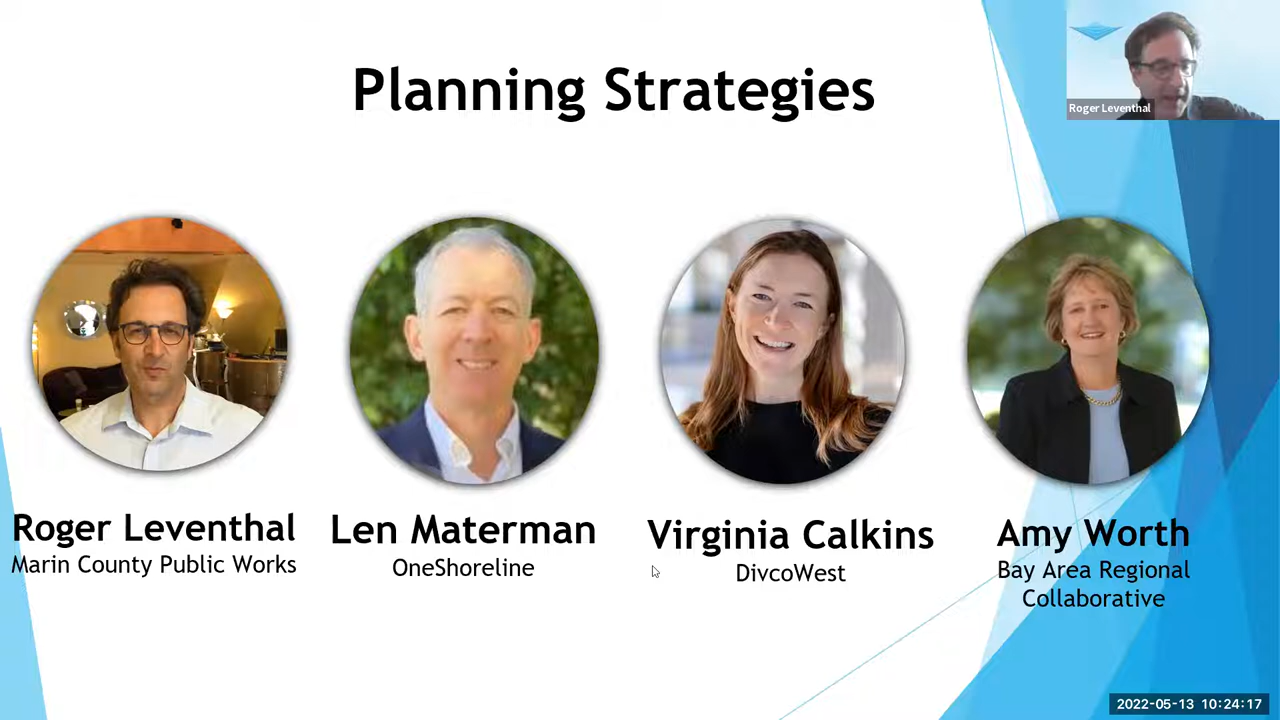 Planning Strategies
Roger Leventhal
Roger Leventhal
Marin County Public Works
Len Materman
OneShoreline
Virginia Calkins
DivcoWest
Amy Worth
Bay Area Regional
Collaborative
2022-05-13 10:24:17